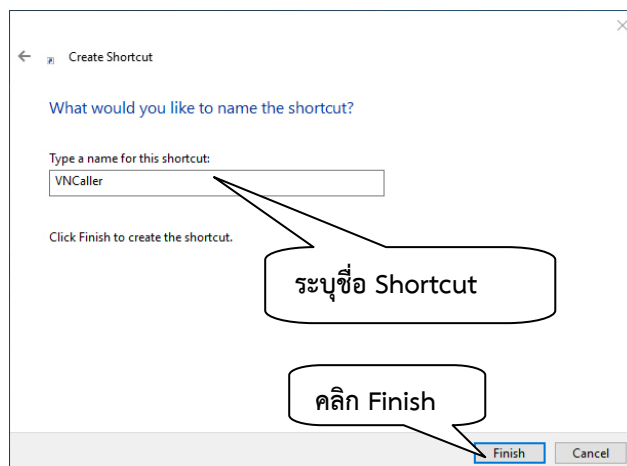 Create Shortcut
What would you like to name the shortcut?
Type a name for this shortcut:
VNCaller
Click Finish to create the shortcut.
ระบุชื่อ Shortcut
คลิก Finish
Finish
Cancel